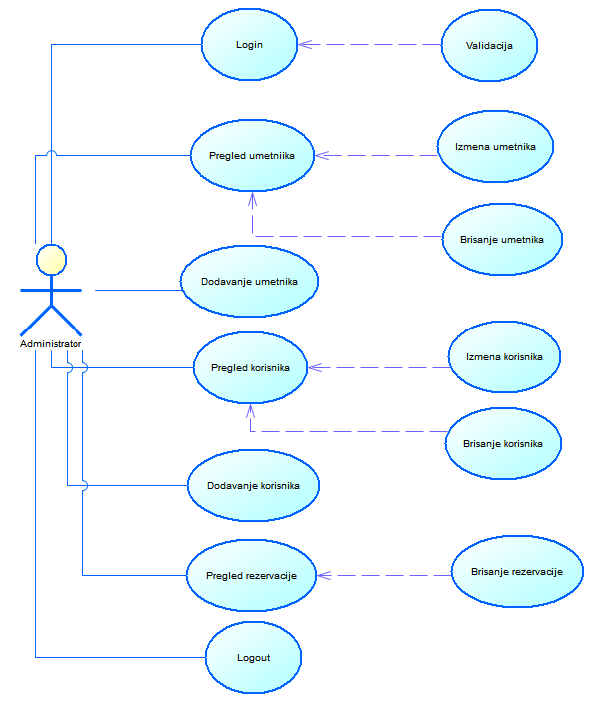 Login
Validacija
Izmena umetnika
Pregled umetniika
Brisanje umetnika
Dodavanje umetnika
Administrator
Izmena korisnika
Pregled korisnika
Brisanje korisnika
Dodavanje korisnika
Brisanje rezervacije
Pregled rezervacije
Logout